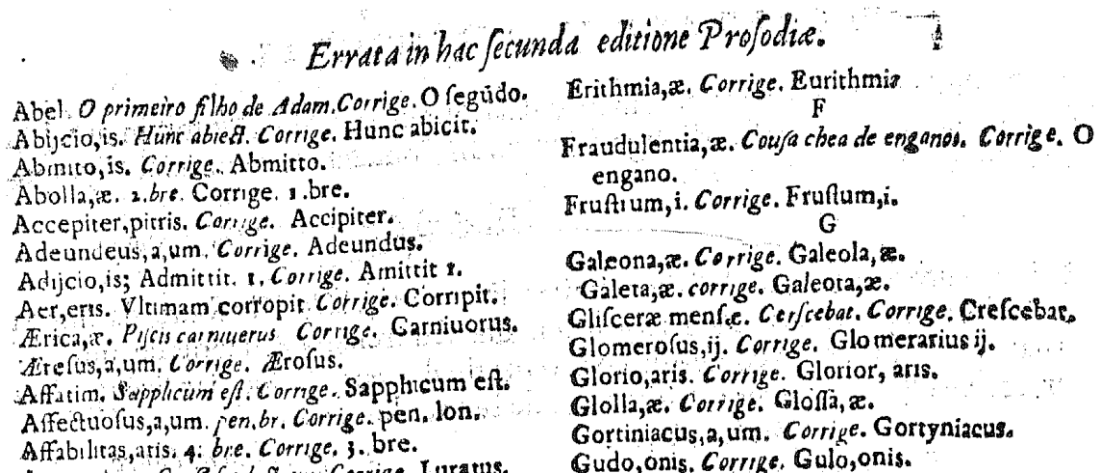 Errata in hac ſecunda editione Proſodiæ.
Abel. O primeiro filho de Adam. Corrige. O ſegũdo.
Abijcio, is. Hunc abieſt. Corrige. Hunc abicit.
Abmito, is. Corrige. Abmitto.
Abolla, æ. 2. bre. Corrige. 1. bre.
Accepiter, pitris. Corrige. Accipiter.
Adeundeus, a, um. Corrige. Adeundus.
Adijcio, is; Admittit. 1. Corrige. Amittit 1.
Aer, eris. Vltimam corropit. Corrige. Corripit.
Ærica, æ. Piſcis carniuerus. Corrige. Carniuorus.
Æreſus, a, um. Corrige. Æroſus.
Affatim. Sapplicum eſt. Corrige. Sapphicum eſt.
Affectuoſus, a, um. pen. br. Corrige. pen. lon.
Affabilitas, atis. 4. bre. Corrige. 3. bre.
Corrige. Luratus.
Erithmia, æ. Corrige. Eurithmia
F
Fraudulentia, æ. Couſa chea de enganos. Corrige. O
engano.
Fruſtium, i. Corrige. Fruſtum, i.
G
Galeona, æ. Corrige. Galeola, æ.
Galeta, æ. corrige. Galeota, æ.
Gliſceræ menſæ. Cerſcebat. Corrige. Creſcebat.
Glomeroſus, ij. Corrige. Glomerarius ij.
Glorio, aris. Corrige. Glorior, aris.
Glolla, æ. Corrige. Gloſſa, æ.
Gortiniacus, a, um. Corrige. Gortyniacus.
Gudo, onis. Corrige. Gulo, onis.